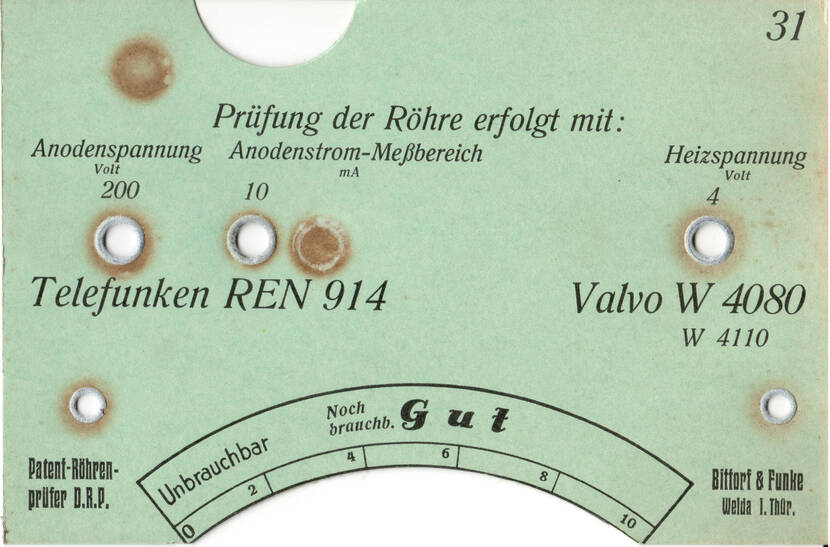 31
Prüfung der Röhre erfolgt mit:
Anodenspannung Anodenstrom-Meßbereich Heizspannung
Volt mA Volt
200 10 4
Telefunken REN 914 Valvo W 4080
W 4110
Noch
brauchb. Gut
Unbrauchbar
0 2 4 6 8 10
Patent-Röhren-
prüfer D.R.P.
Bittorf & Funke
Weida i. Thür.